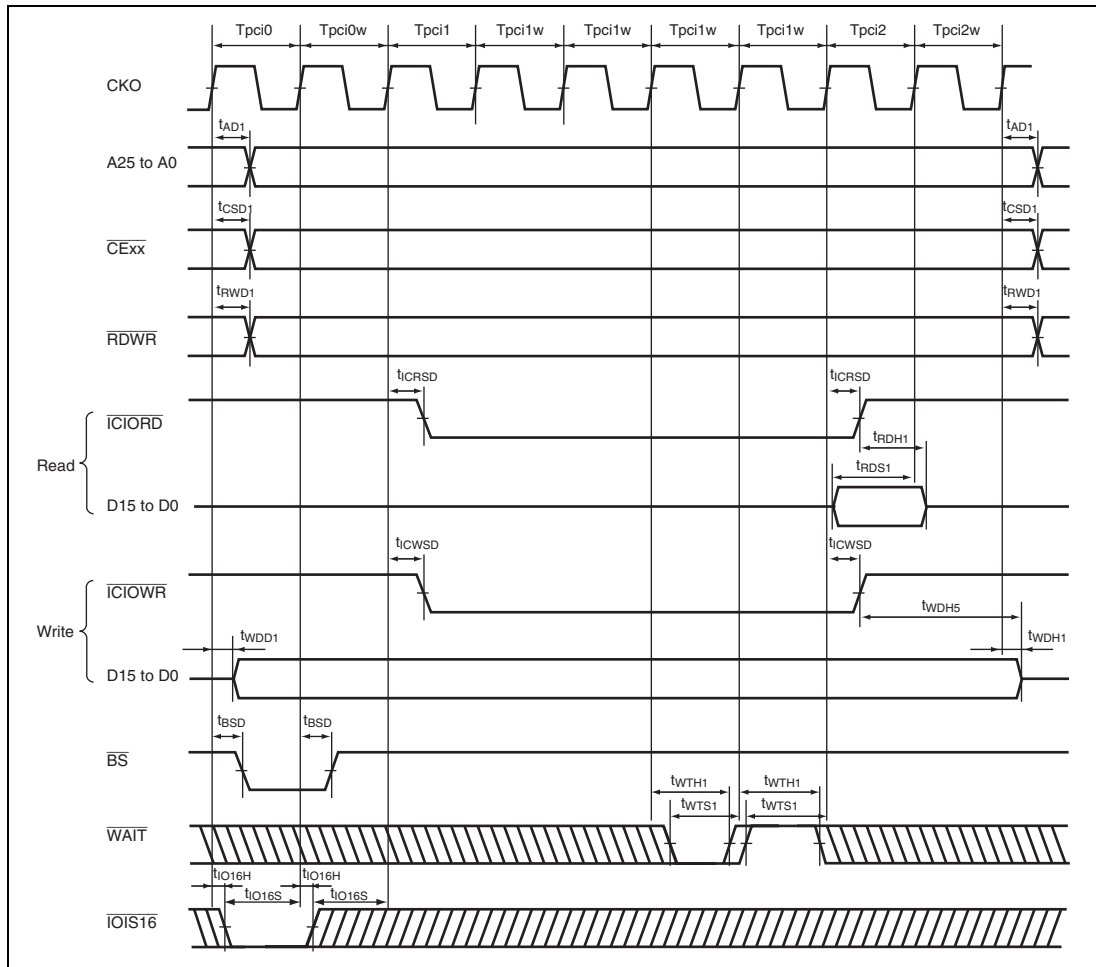 Tpci0 Tpci0w Tpci1 Tpci1w Tpci1w Tpci1w Tpci1w Tpci2 Tpci2w
CKO
tAD1 tAD1
A25 to A0
tCSD1 tCSD1
CExx
tRWD1 tRWD1
RDWR
tICRSD tICRSD
ICIORD
tRDH1
Read
tRDS1
D15 to D0
tICWSD tICWSD
ICIOWR
tWDH5
Write
tWDD1 tWDH1
D15 to D0
tBSD tBSD
BS
tWTH1 tWTH1
tWTS1 tWTS1
WAIT
tIO16H tIO16H
tIO16S tIO16S
IOIS16